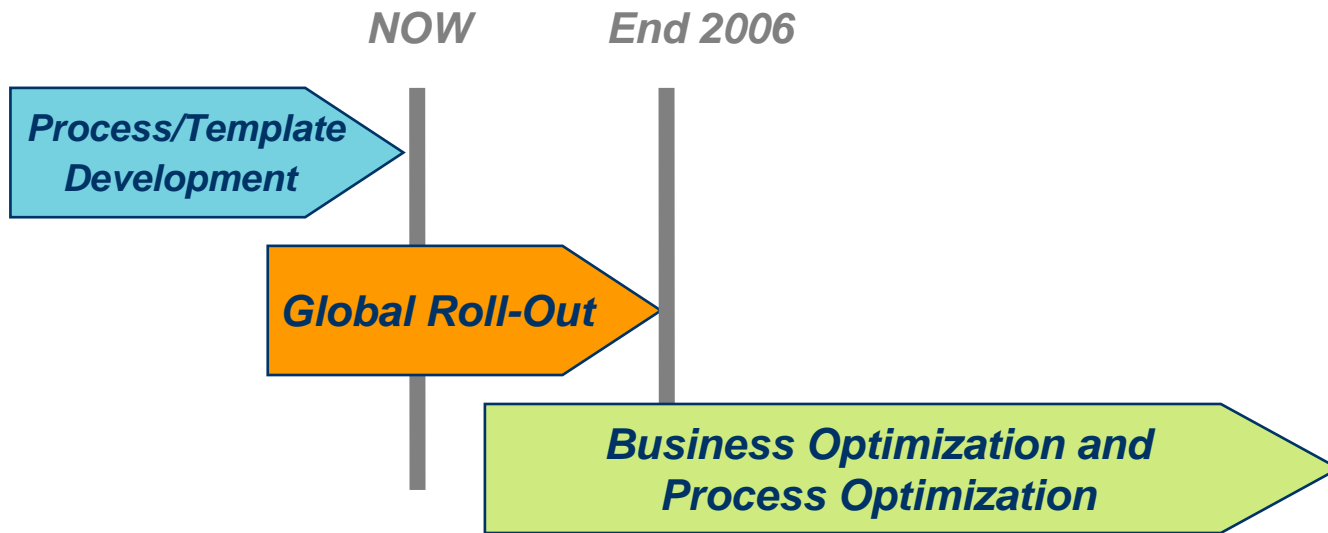 NOW
End 2006
Process/Template
Development
Global Roll-Out
Business Optimization and
Process Optimization